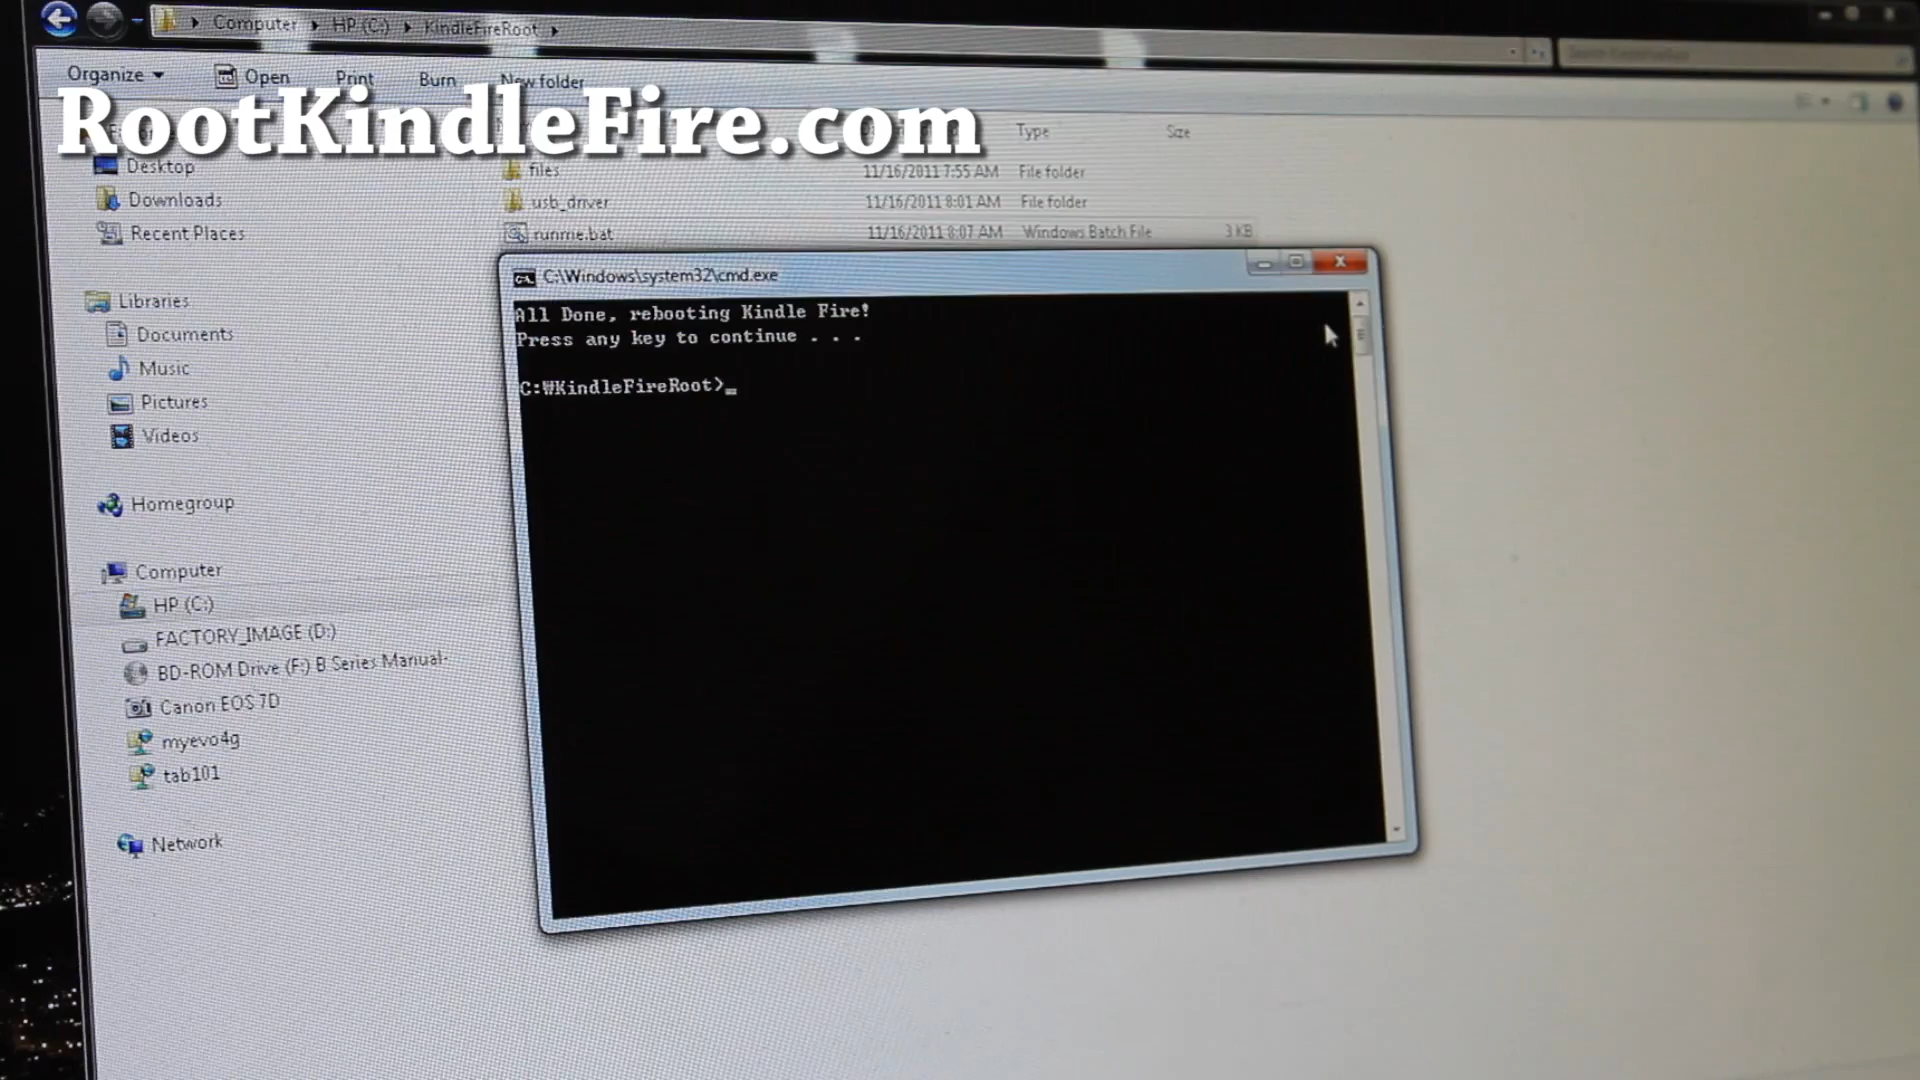 Computer HP (C:) KindleFireRoot
Organize Open Print Burn New folder
RootKindleFire.com
Type Size
Desktop
Downloads
Recent Places
Libraries
Documents
Music
Pictures
Videos
Homegroup
Computer
HP (C:)
FACTORY_IMAGE (D:)
BD-ROM Drive (F:) B Series Manual-
Canon EOS 7D
myevo4g
tab101
Network
files 11/16/2011 7:55 AM File folder
usb_driver 11/16/2011 8:01 AM File folder
runme.bat 11/16/2011 8:07 AM Windows Batch File 3 KB
C:\Windows\system32\cmd.exe
All Done, rebooting Kindle Fire!
Press any key to continue . . .
C:₩KindleFireRoot>_